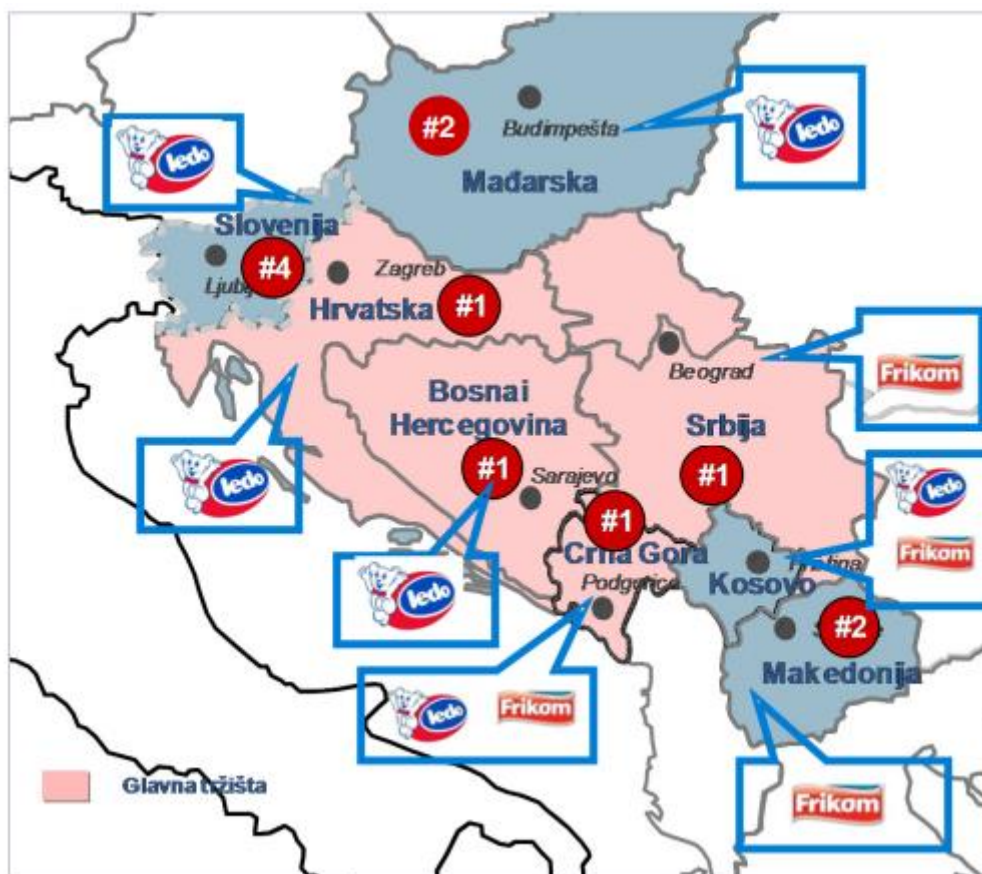 #2
Budimpešta
Mađarska
ledo
ledo
Slovenija
#4
Zagreb
Hrvatska
#1
Beograd
Frikom
Bosna i
Hercegovina
Srbija
#1
Sarajevo
#1
ledo
ledo
#1
Crna Gora
Podgorica
Kosovo
Frikom
ledo
#2
Makedonija
ledo
Frikom
Glavna tržišta
Frikom